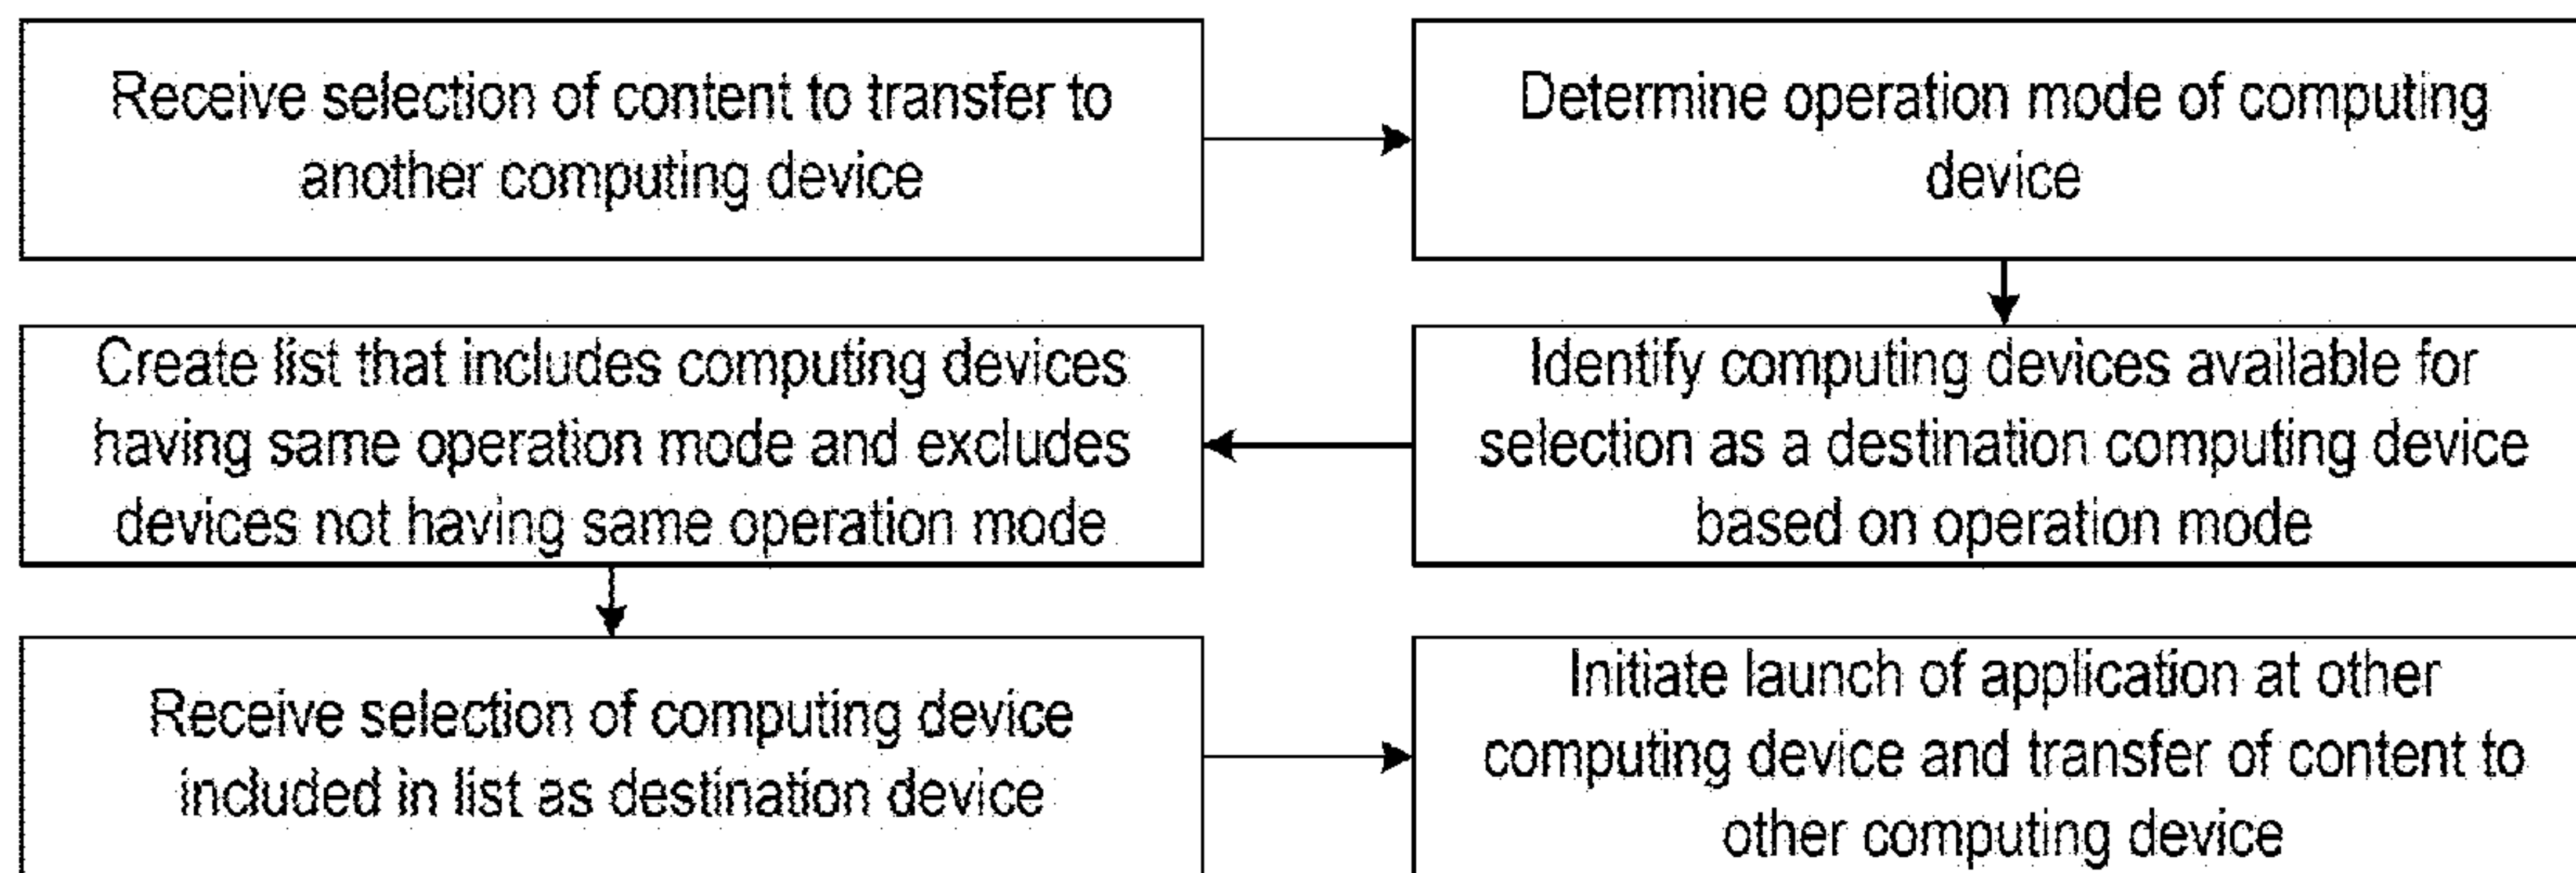 Receive selection of content to transfer to
another computing device
Determine operation mode of computing
device
Identify computing devices available for
selection as a destination computing device
based on operation mode
Create list that includes computing devices
having same operation mode and excludes
devices not having same operation mode
Receive selection of computing device
included in list as destination device
Initiate launch of application at other
computing device and transfer of content to
other computing device